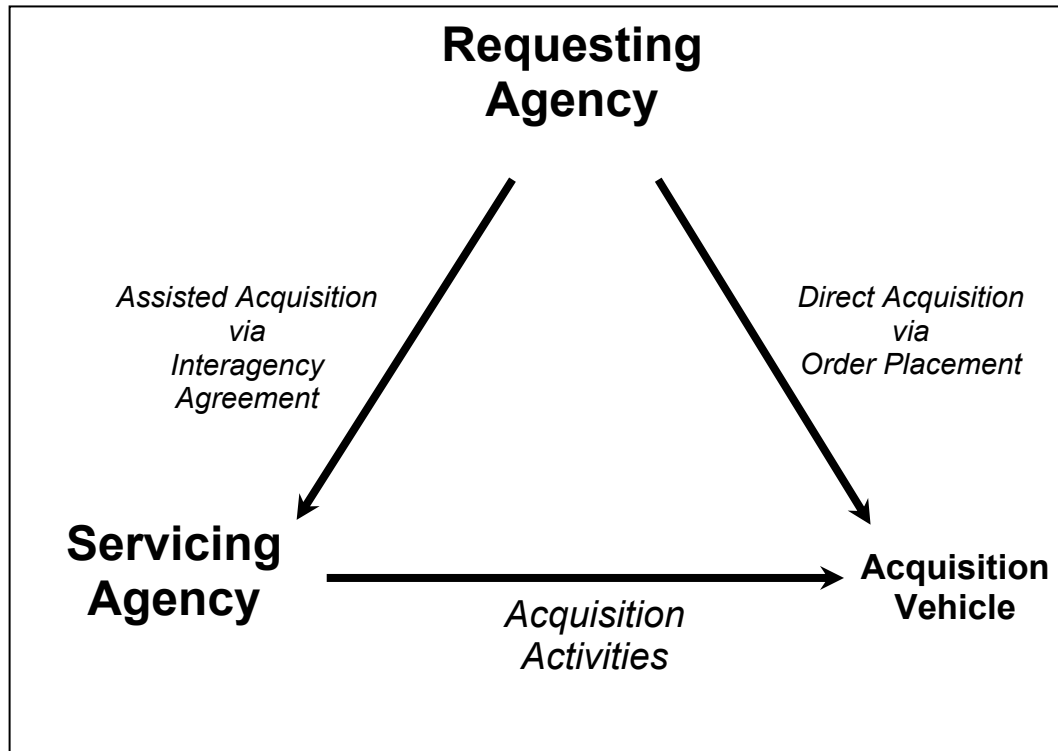 Requesting
Agency
Assisted Acquisition
via
Interagency
Agreement
Direct Acquisition
via
Order Placement
Servicing
Agency
Acquisition
Activities
Acquisition
Vehicle